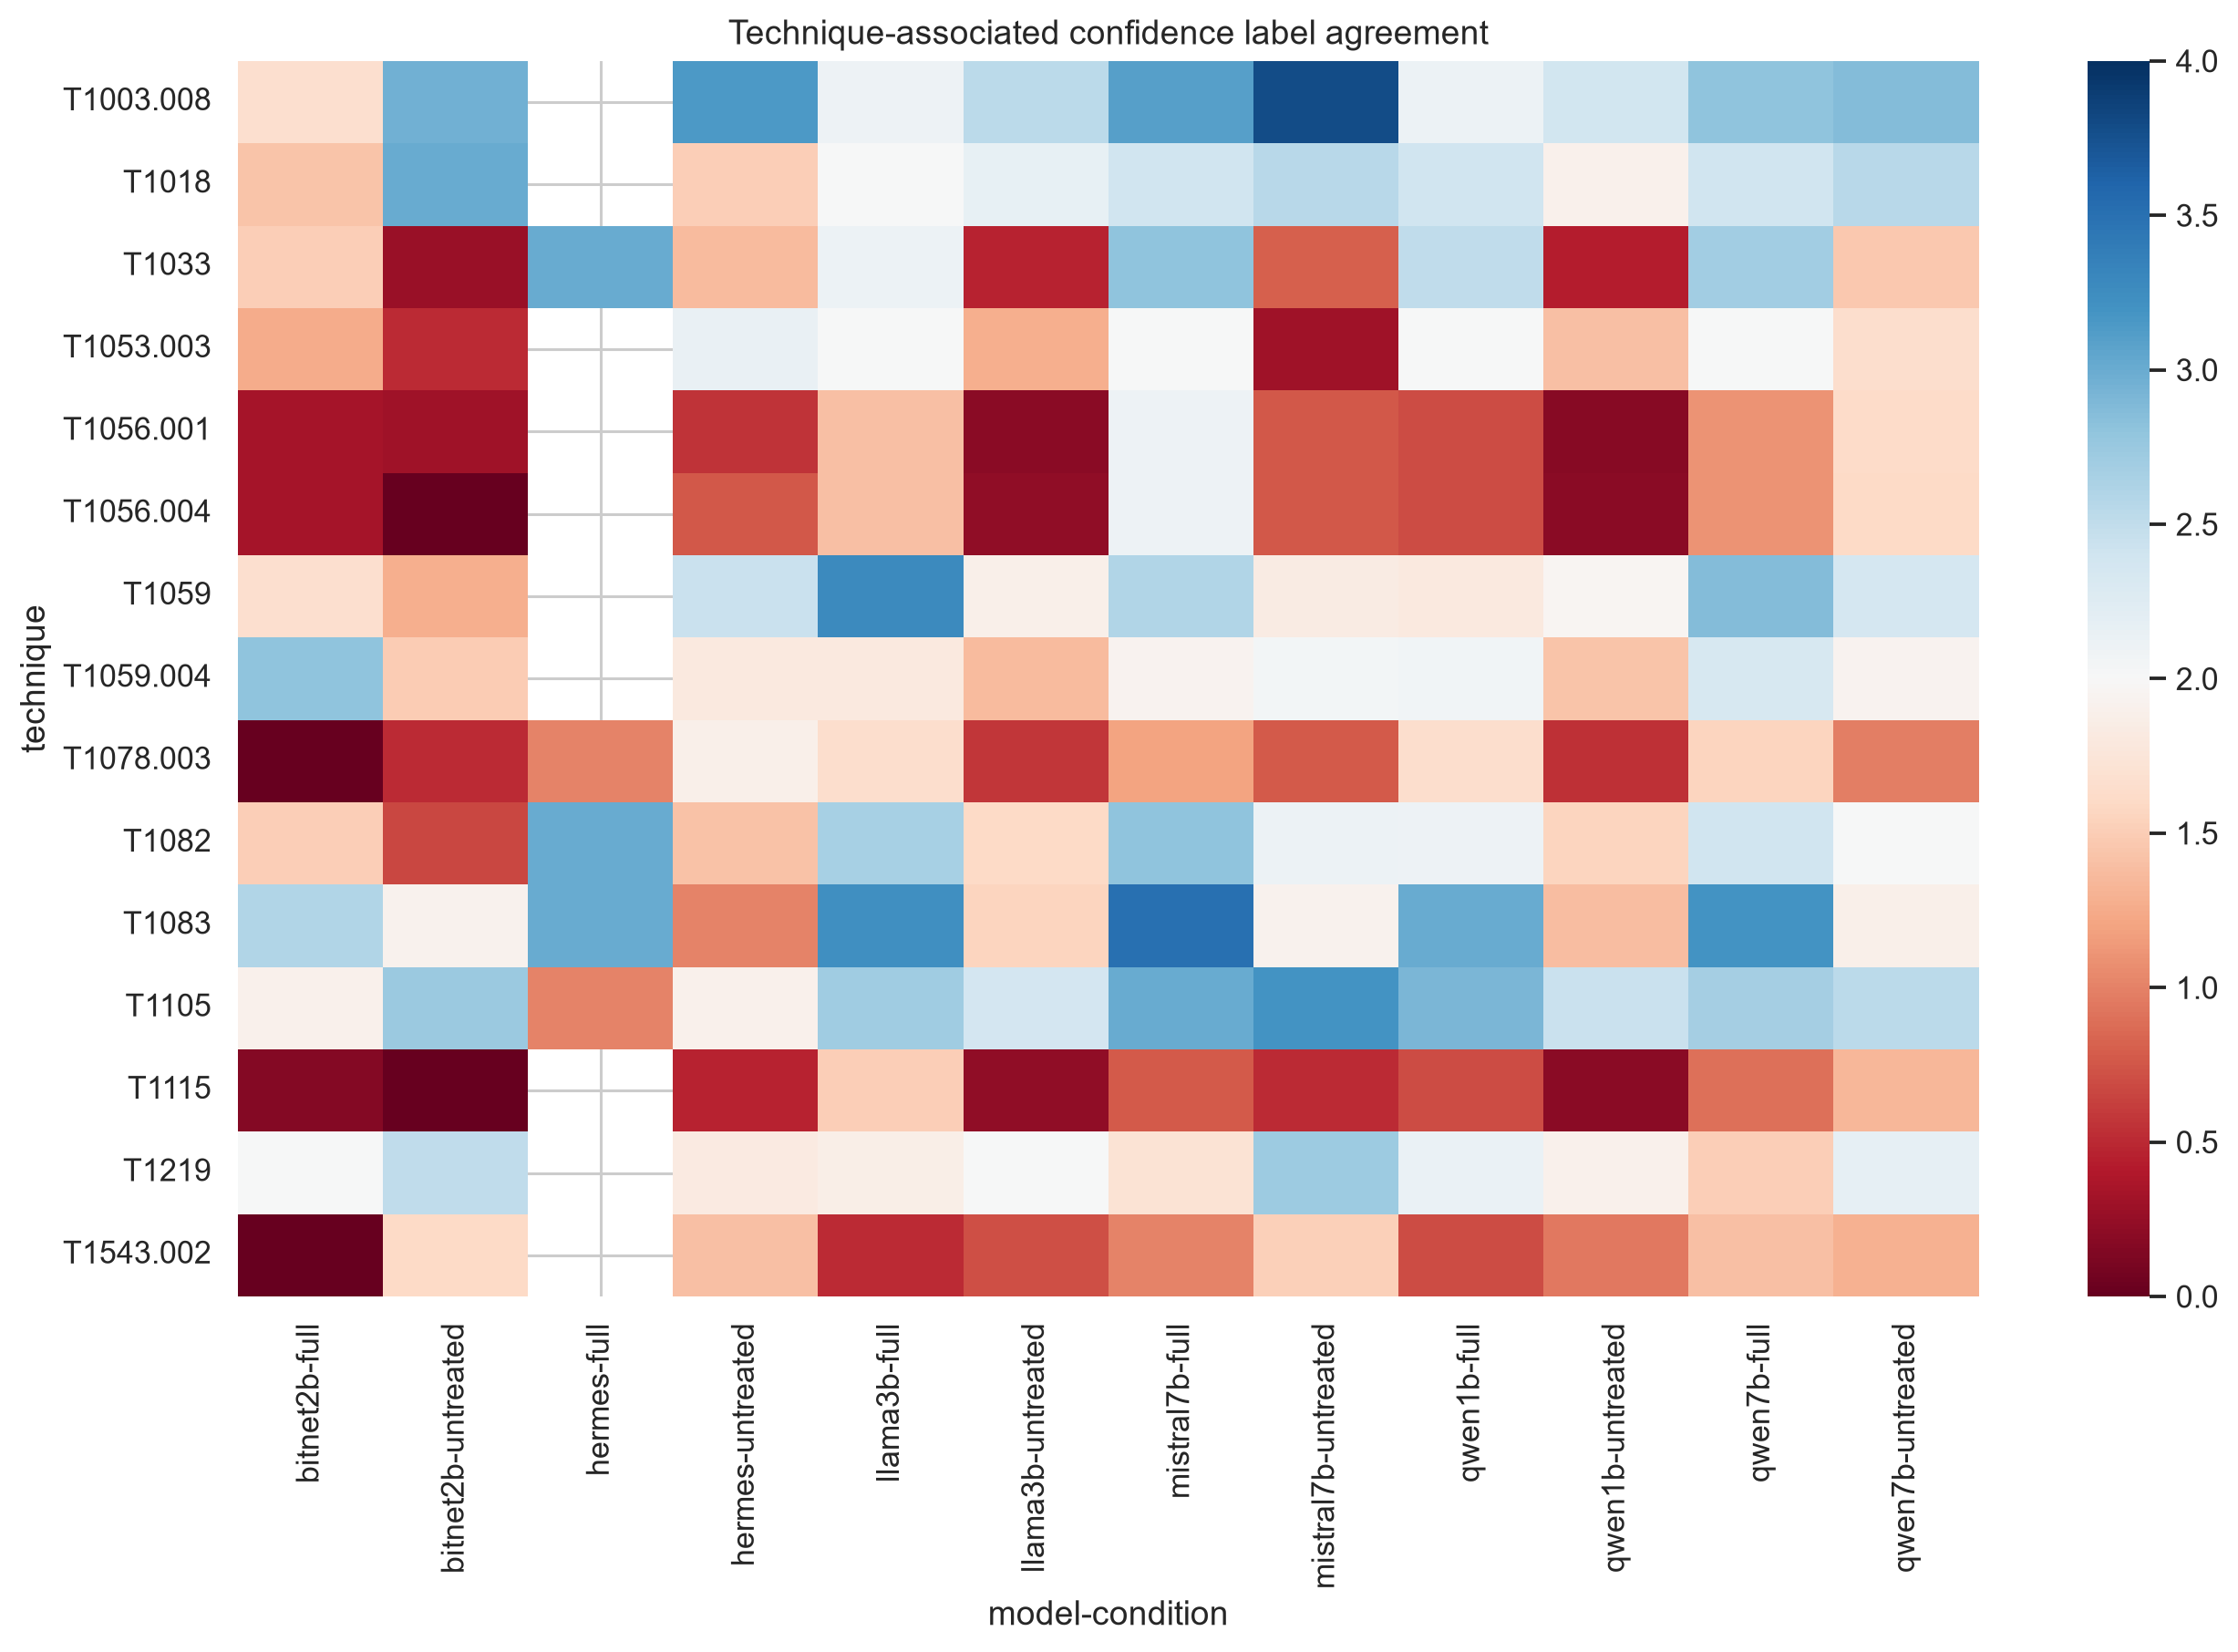 Technique-associated confidence label agreement
technique
T1003.008
T1018
T1033
T1053.003
T1056.001
T1056.004
T1059
T1059.004
T1078.003
T1082
T1083
T1105
T1115
T1219
T1543.002
bitnet2b-full
bitnet2b-untreated
hermes-full
hermes-untreated
llama3b-full
llama3b-untreated
mistral7b-full
mistral7b-untreated
qwen1b-full
qwen1b-untreated
qwen7b-full
qwen7b-untreated
model-condition
4.0
3.5
3.0
2.5
2.0
1.5
1.0
0.5
0.0